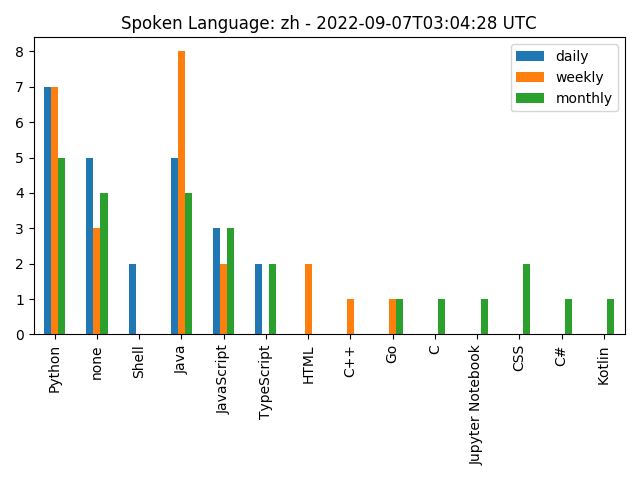 Spoken Language: zh - 2022-09-07T03:04:28 UTC
daily
weekly
monthly
8
7
6
5
4
3
2
1
0
Python
none
Shell
Java
JavaScript
TypeScript
HTML
C++
Go
C
Jupyter Notebook
CSS
C#
Kotlin